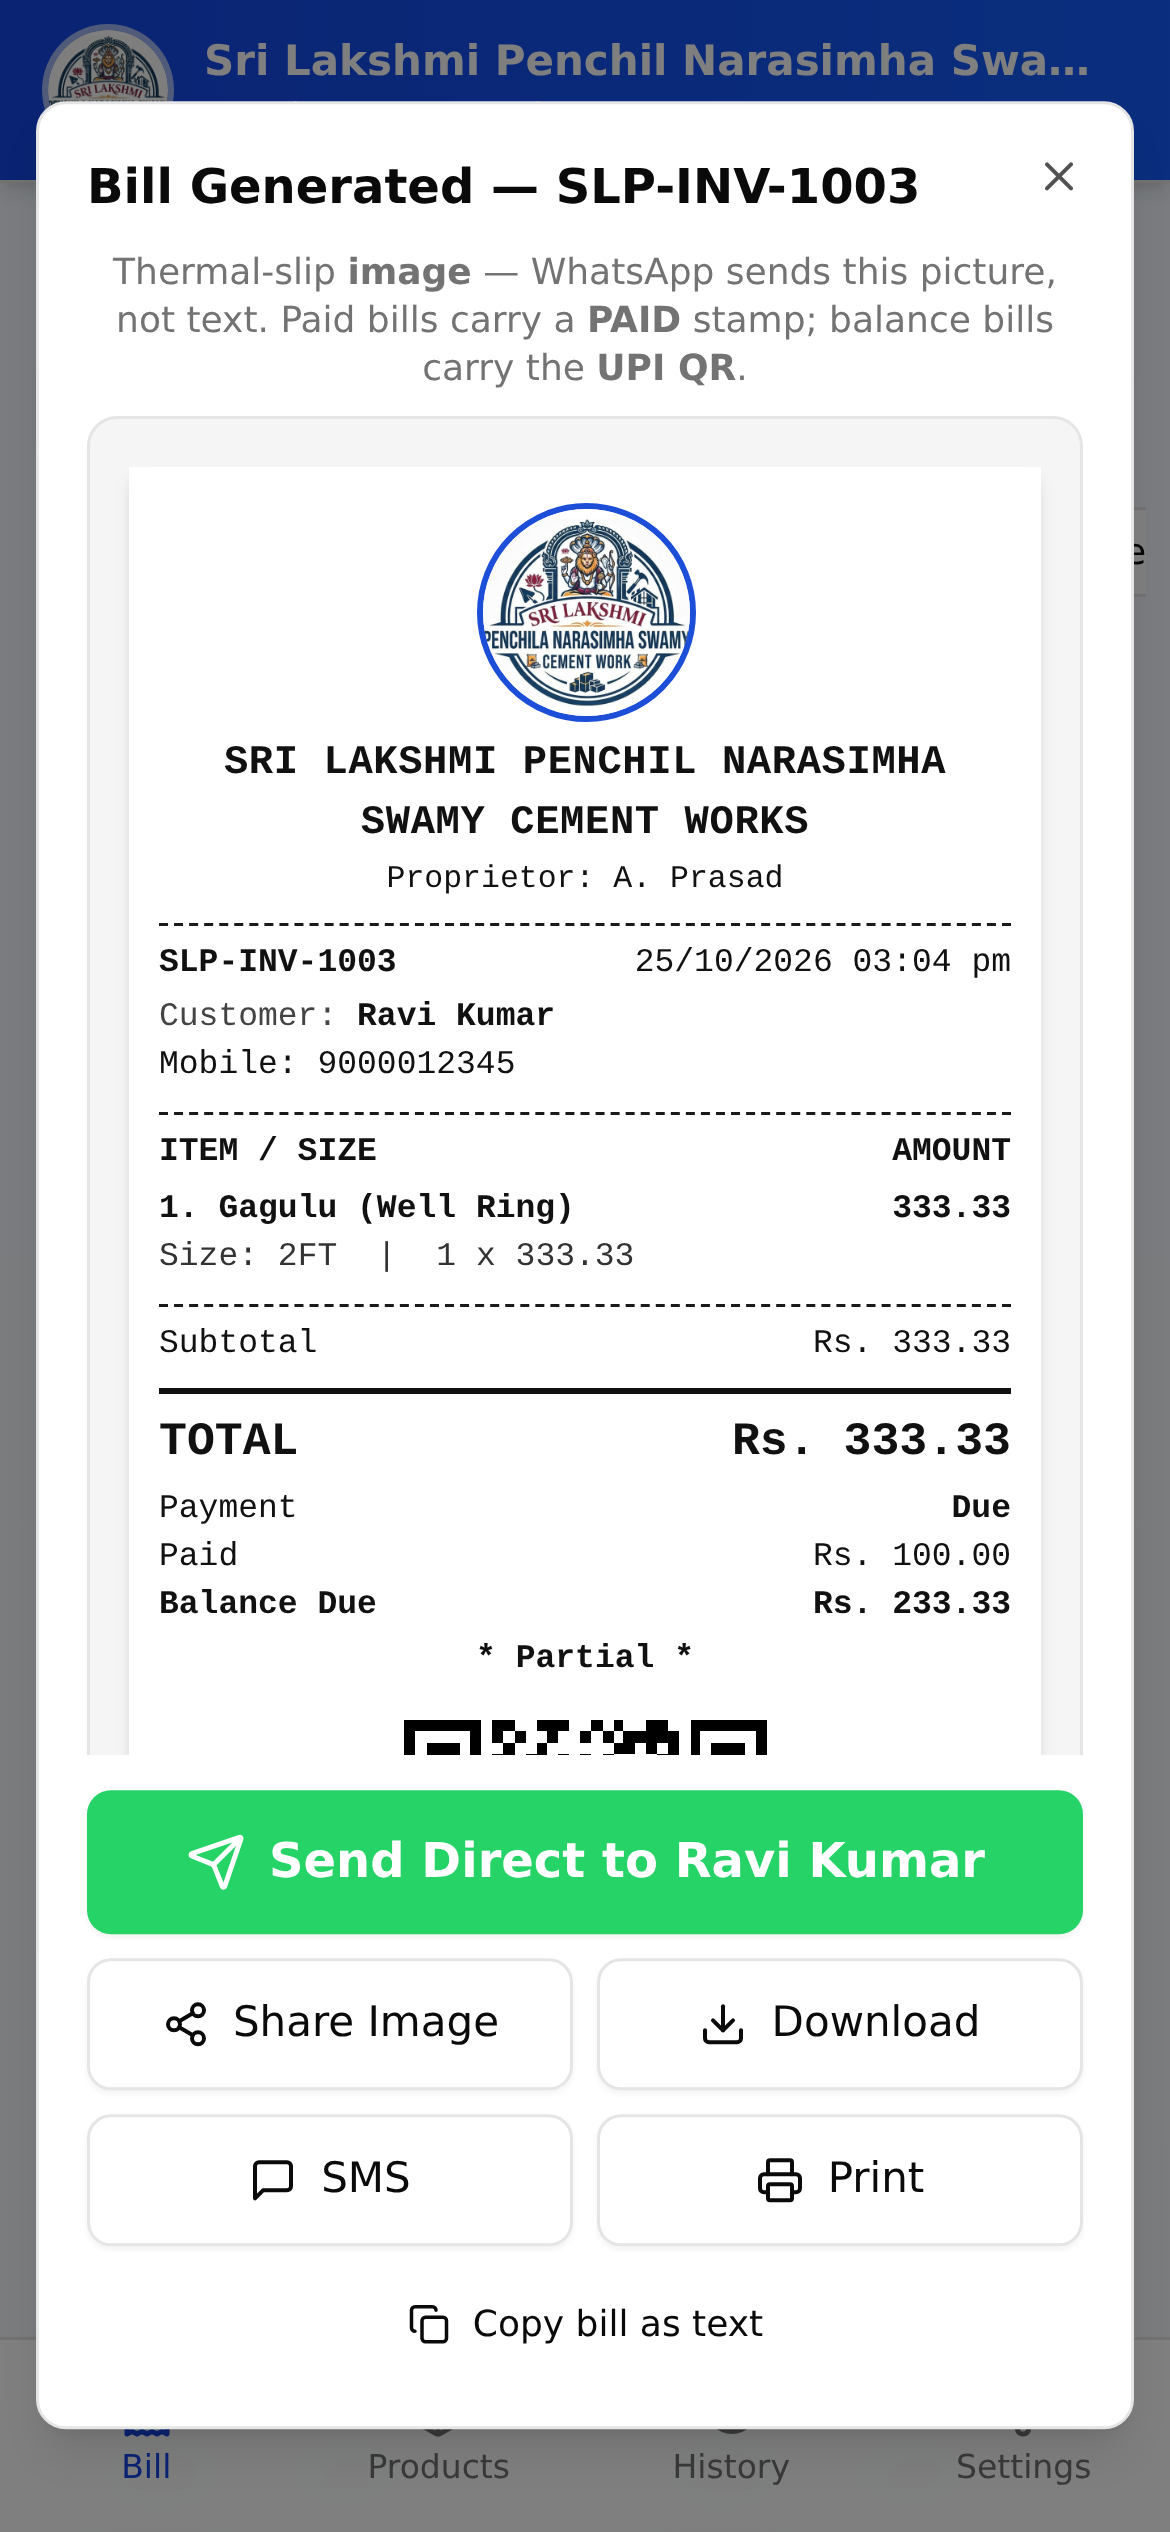 Sri Lakshmi Penchil Narasimha Swa...
SRI LAKSHMI
Bill Generated — SLP-INV-1003
Thermal-slip image — WhatsApp sends this picture,
not text. Paid bills carry a PAID stamp; balance bills
carry the UPI QR.
e
SRI LAKSHMI
PENCHILA NARASIMHA SWAMY
CEMENT WORK
SRI LAKSHMI PENCHIL NARASIMHA
SWAMY CEMENT WORKS
Proprietor: A. Prasad
SLP-INV-1003 25/10/2026 03:04 pm
Customer: Ravi Kumar
Mobile: 9000012345
ITEM / SIZE AMOUNT
1. Gagulu (Well Ring) 333.33
Size: 2FT | 1 x 333.33
Subtotal Rs. 333.33
TOTAL Rs. 333.33
Payment Due
Paid Rs. 100.00
Balance Due Rs. 233.33
* Partial *
Send Direct to Ravi Kumar
Share Image Download
SMS Print
Copy bill as text
Bill Products History Settings